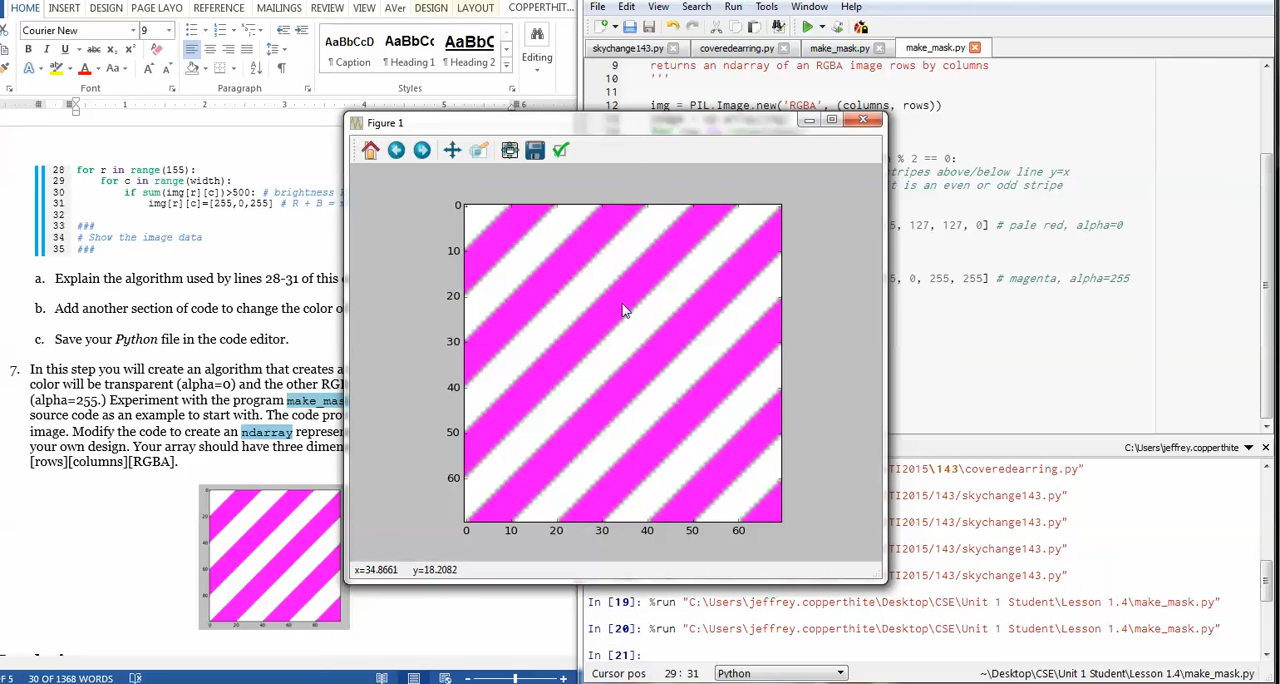 HOME INSERT DESIGN PAGE LAYO REFERENCE MAILINGS REVIEW VIEW AVer DESIGN LAYOUT COPPERTHIT...
Courier New 9
B I U abc x₂ x²
A A Aa A A
Font Paragraph Styles
AaBbCcD AaBbCc AaBbC
¶ Caption ¶ Heading 1 ¶ Heading 2
Editing
1 2 3 4 5 6
28 for r in range(155):
29 for c in range(width):
30 if sum(img[r][c])>500: # brightness
31 img[r][c]=[255,0,255] # R + B =
32
33 ###
34 # Show the image data
35 ###
a. Explain the algorithm used by lines 28-31 of this
b. Add another section of code to change the color o
c. Save your Python file in the code editor.
7. In this step you will create an algorithm that creates a
color will be transparent (alpha=0) and the other RG
(alpha=255.) Experiment with the program make_mas
source code as an example to start with. The code pro
image. Modify the code to create an ndarray represen
your own design. Your array should have three dimen
[rows][columns][RGBA].
OF 5 30 OF 1368 WORDS
File Edit View Search Run Tools Window Help
skychange143.py coveredearring.py make_mask.py make_mask.py
9 returns an ndarray of an RGBA image rows by columns
10 '''
11
12 img = PIL.Image.new('RGBA', (columns, rows))
% 2 == 0:
stripes above/below line y=x
t is an even or odd stripe
5, 127, 127, 0] # pale red, alpha=0
5, 0, 255, 255] # magenta, alpha=255
Figure 1
0
10
20
30
40
50
60
0 10 20 30 40 50 60
x=34.8661 y=18.2082
C:\Users\jeffrey.copperthite
TI2015\143\coveredearring.py"
TI2015/143/skychange143.py"
TI2015/143/skychange143.py"
TI2015/143/skychange143.py"
TI2015/143/skychange143.py"
In [19]: %run "C:\Users\jeffrey.copperthite\Desktop\CSE\Unit 1 Student\Lesson 1.4\make_mask.py"
In [20]: %run "C:\Users\jeffrey.copperthite\Desktop\CSE\Unit 1 Student\Lesson 1.4\make_mask.py"
In [21]:
Cursor pos 29 : 31 Python ~\Desktop\CSE\Unit 1 Student\Lesson 1.4\make_mask.py